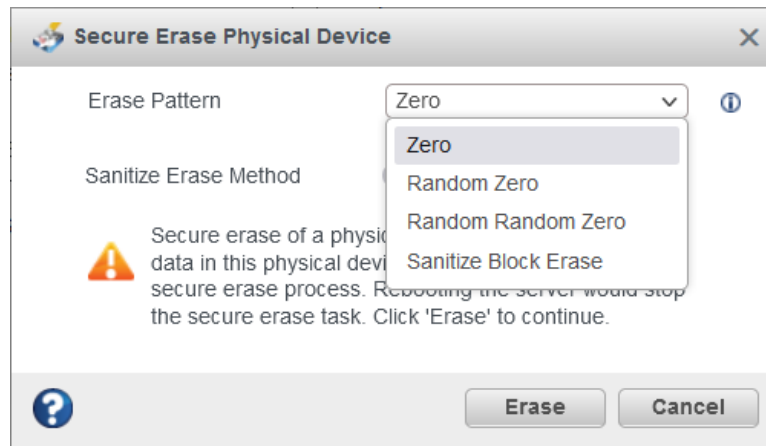 Secure Erase Physical Device
Erase Pattern
Zero
Zero
Random Zero
Random Random Zero
Sanitize Block Erase
Sanitize Erase Method
Secure erase of a
data in this physical
secure erase process. Rebooting the server would stop
the secure erase task. Click 'Erase' to continue.
Erase
Cancel